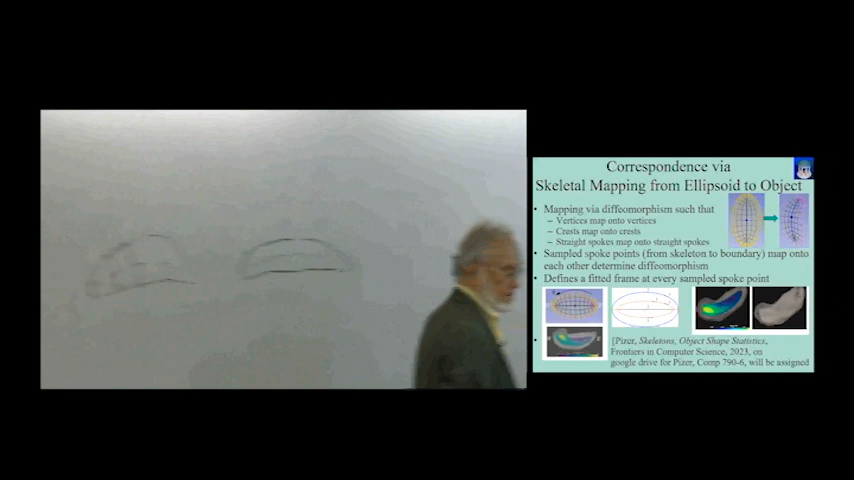 Correspondence via
Skeletal Mapping from Ellipsoid to Object
• Mapping via diffeomorphism such that
– Vertices map onto vertices
– Crests map onto crests
– Straight spokes map onto straight spokes
• Sampled spoke points (from skeleton to boundary) map onto
each other determine diffeomorphism
• Defines a fitted frame at every sampled spoke point
• [Pizer, Skeletons, Object Shape Statistics,
Frontiers in Computer Science, 2023, on
google drive for Pizer, Comp 790-6, will be assigned